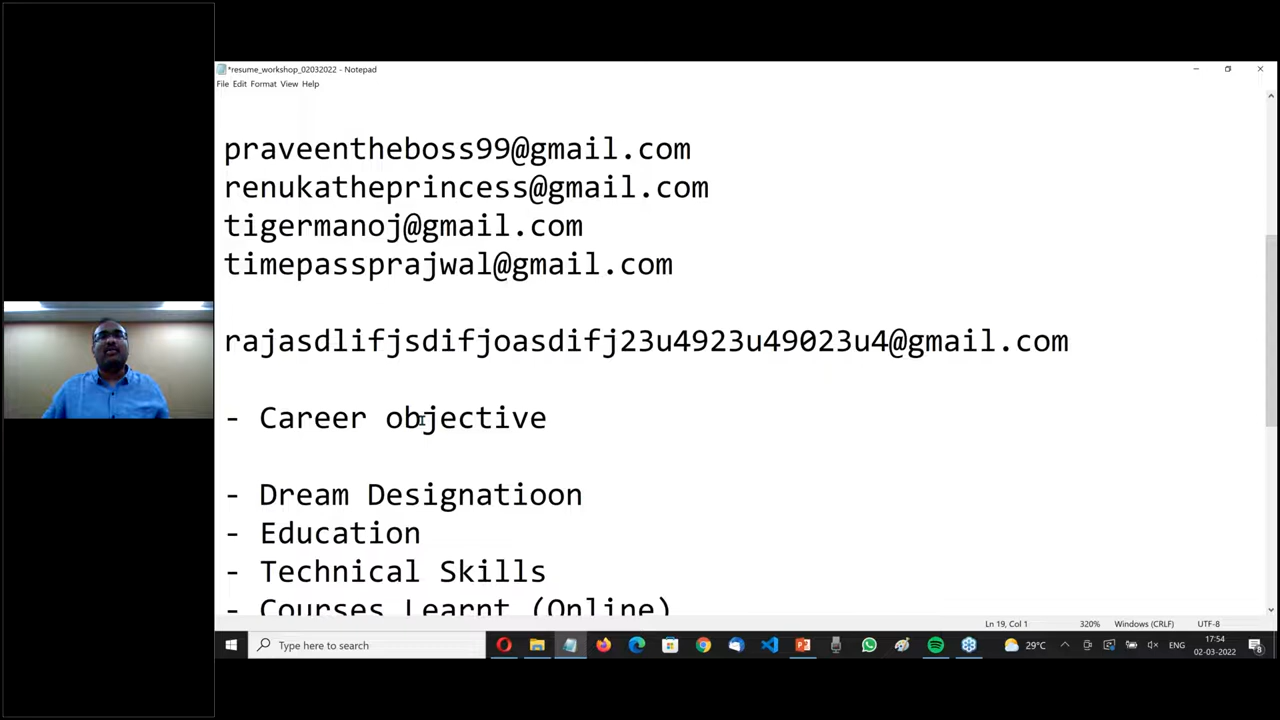 *resume_workshop_02032022 - Notepad
File Edit Format View Help
praveentheboss99@gmail.com
renukatheprincess@gmail.com
tigermanoj@gmail.com
timepassprajwal@gmail.com
rajasdlifjsdifjoasdifj23u4923u49023u4@gmail.com
- Career objective
- Dream Designatioon
- Education
- Technical Skills
- Courses Learnt (Online)
Ln 19, Col 1 320% Windows (CRLF) UTF-8
Type here to search 29°C ENG 17:54
02-03-2022 8